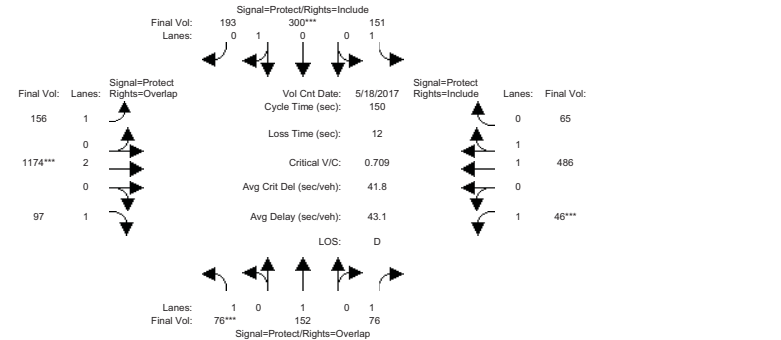 Signal=Protect/Rights=Include
Final Vol: 193 300*** 151
Lanes: 0 1 0 0 1
Signal=Protect Signal=Protect
Final Vol: Lanes: Rights=Overlap Vol Cnt Date: 5/18/2017 Rights=Include Lanes: Final Vol:
Cycle Time (sec): 150
156 1 0 65
Loss Time (sec): 12
0 1
1174*** 2 Critical V/C: 0.709 1 486
0 Avg Crit Del (sec/veh): 41.8 0
97 1 Avg Delay (sec/veh): 43.1 1 46***
LOS: D
Lanes: 1 0 1 0 1
Final Vol: 76*** 152 76
Signal=Protect/Rights=Overlap